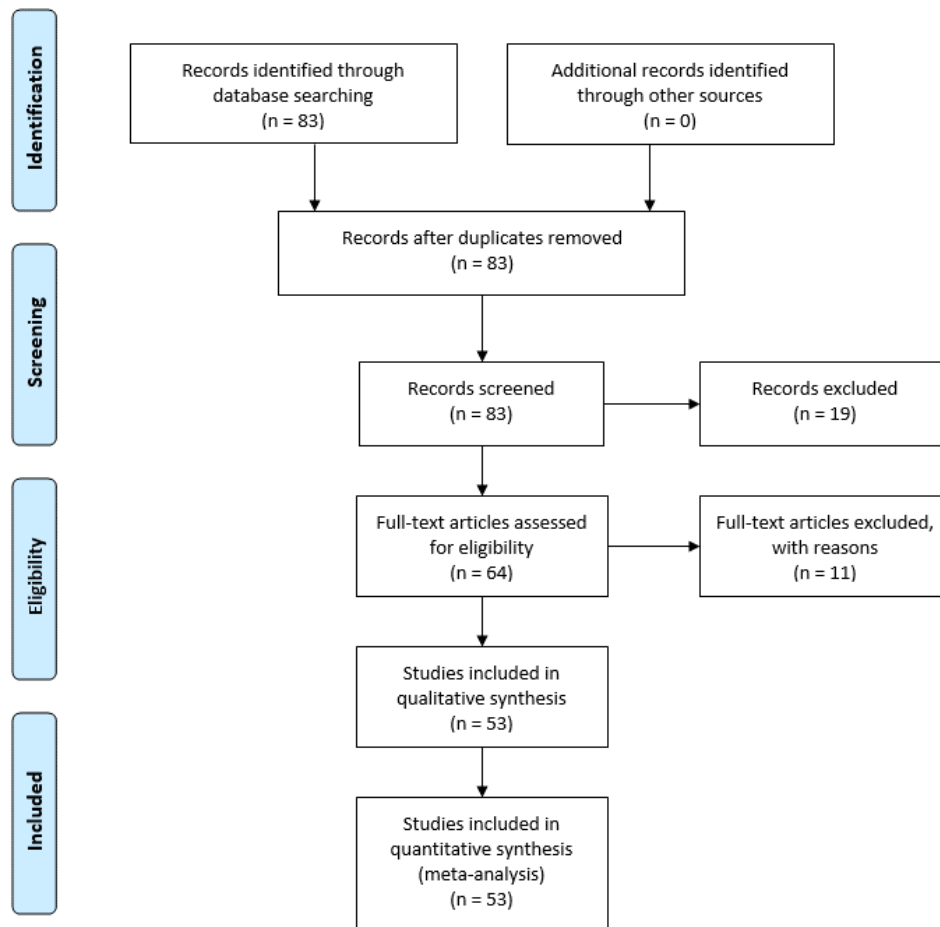 Identification
Records identified through
database searching
(n = 83)
Additional records identified
through other sources
(n = 0)
Records after duplicates removed
(n = 83)
Screening
Records screened
(n = 83)
Records excluded
(n = 19)
Eligibility
Full-text articles assessed
for eligibility
(n = 64)
Full-text articles excluded,
with reasons
(n = 11)
Studies included in
qualitative synthesis
(n = 53)
Included
Studies included in
quantitative synthesis
(meta-analysis)
(n = 53)